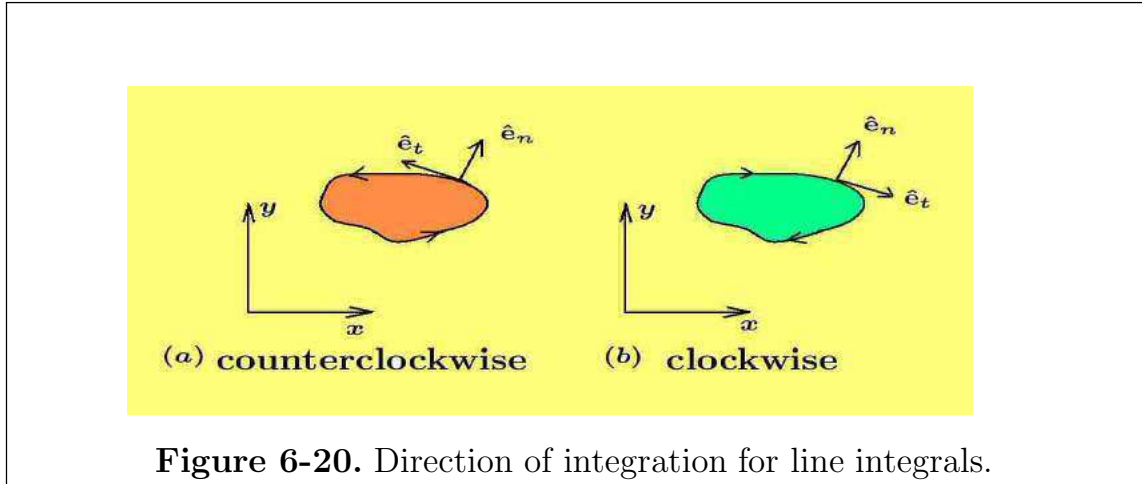 ê_t ê_n
y
x
(a) counterclockwise
ê_n
ê_t
y
x
(b) clockwise
Figure 6-20. Direction of integration for line integrals.